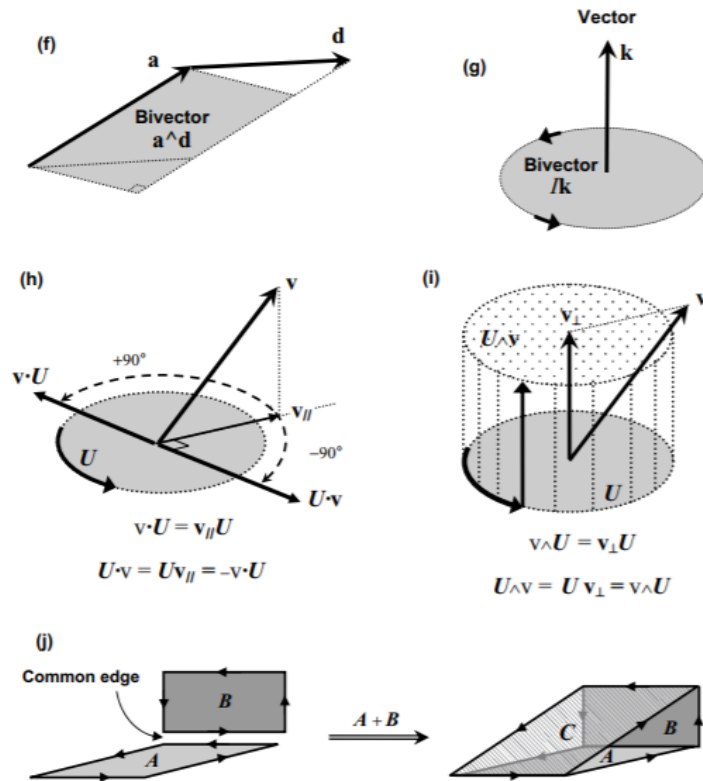 (f)
a
d
Bivector
a^d
Vector
(g)
k
Bivector
Ik
(h)
v
+90°
v·U
v//
U
−90°
U·v
v·U = v//U
U·v = Uv// = −v·U
(i)
v
v⊥
U∧v
U
v∧U = v⊥U
U∧v = U v⊥ = v∧U
(j)
Common edge
B
A
A + B
C
B
A